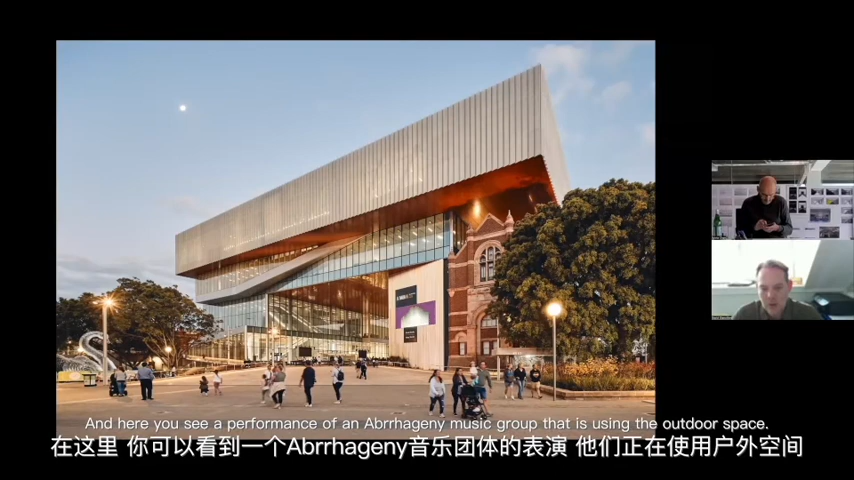 And here you see a performance of an Abrrhageny music group that is using the outdoor space.
在这里 你可以看到一个Abrrhageny音乐团体的表演 他们正在使用户外空间